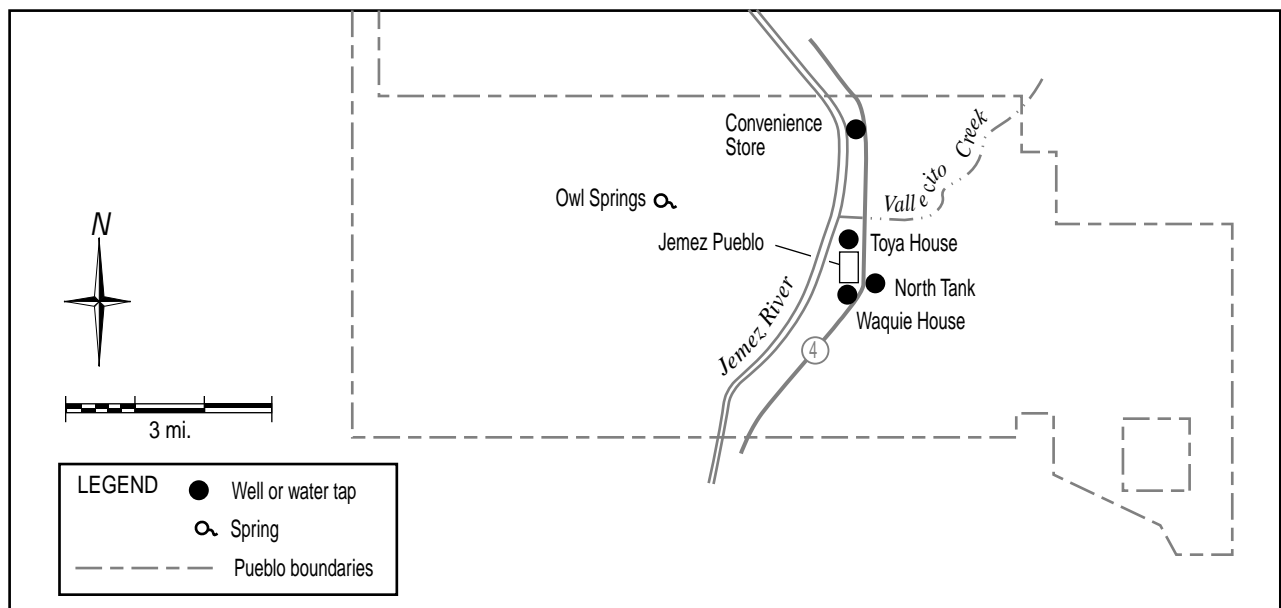 Convenience
Store
Vallecito Creek
Owl Springs
N
Jemez Pueblo
Toya House
North Tank
Waquie House
Jemez River
4
3 mi.
LEGEND
Well or water tap
Spring
Pueblo boundaries